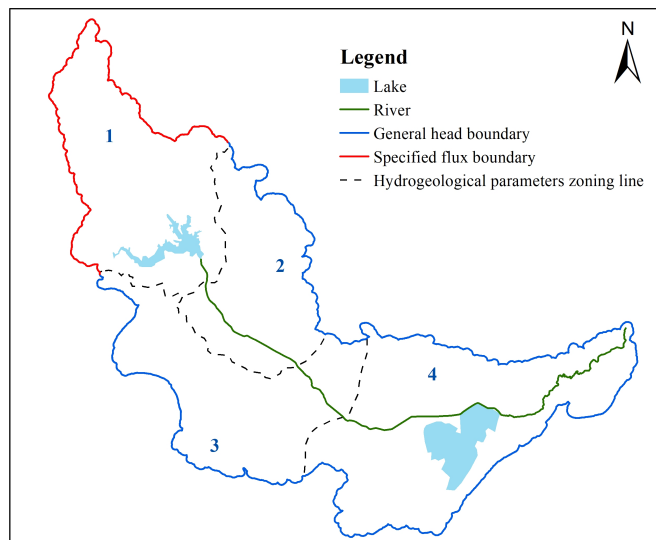 N
Legend
Lake
River
General head boundary
Specified flux boundary
Hydrogeological parameters zoning line
1
2
3
4